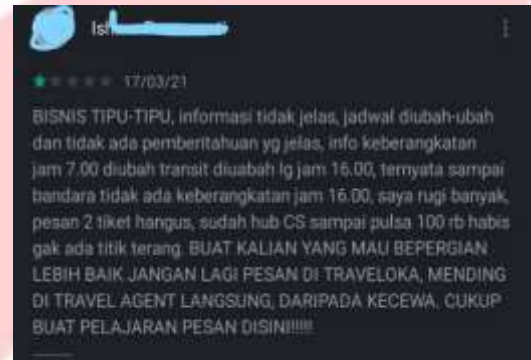 Ish
17/03/21
BISNIS TIPU-TIPU, informasi tidak jelas, jadwal diubah-ubah
dan tidak ada pemberitahuan yg jelas, info keberangkatan
jam 7.00 diubah transit diuabah lg jam 16.00, ternyata sampai
bandara tidak ada keberangkatan jam 16.00, saya rugi banyak,
pesan 2 tiket hangus, sudah hub CS sampai pulsa 100 rb habis
gak ada titik terang. BUAT KALIAN YANG MAU BEPERGIAN
LEBIH BAIK JANGAN LAGI PESAN DI TRAVELOKA, MENDING
DI TRAVEL AGENT LANGSUNG, DARIPADA KECEWA. CUKUP
BUAT PELAJARAN PESAN DISINI!!!!!